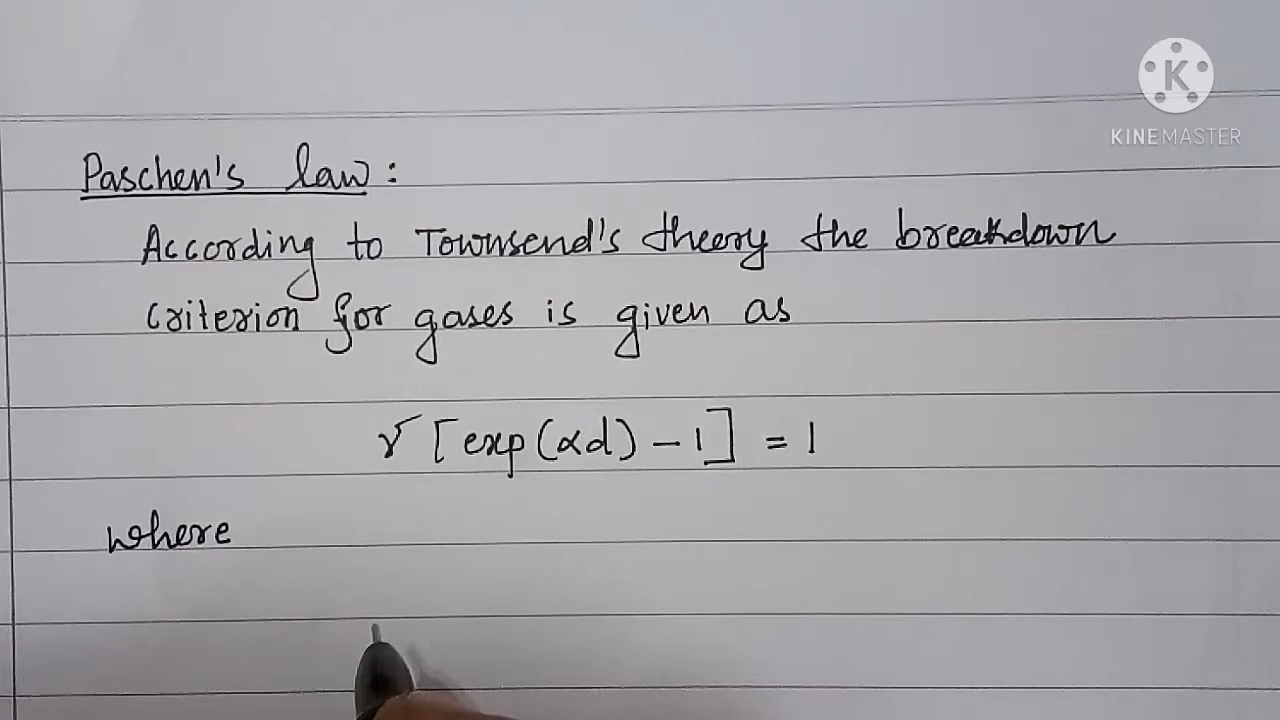 K
KINEMASTER
Paschen's law:
According to Townsend's theory the breakdown
criterion for gases is given as
γ [exp(αd) - 1] = 1
where